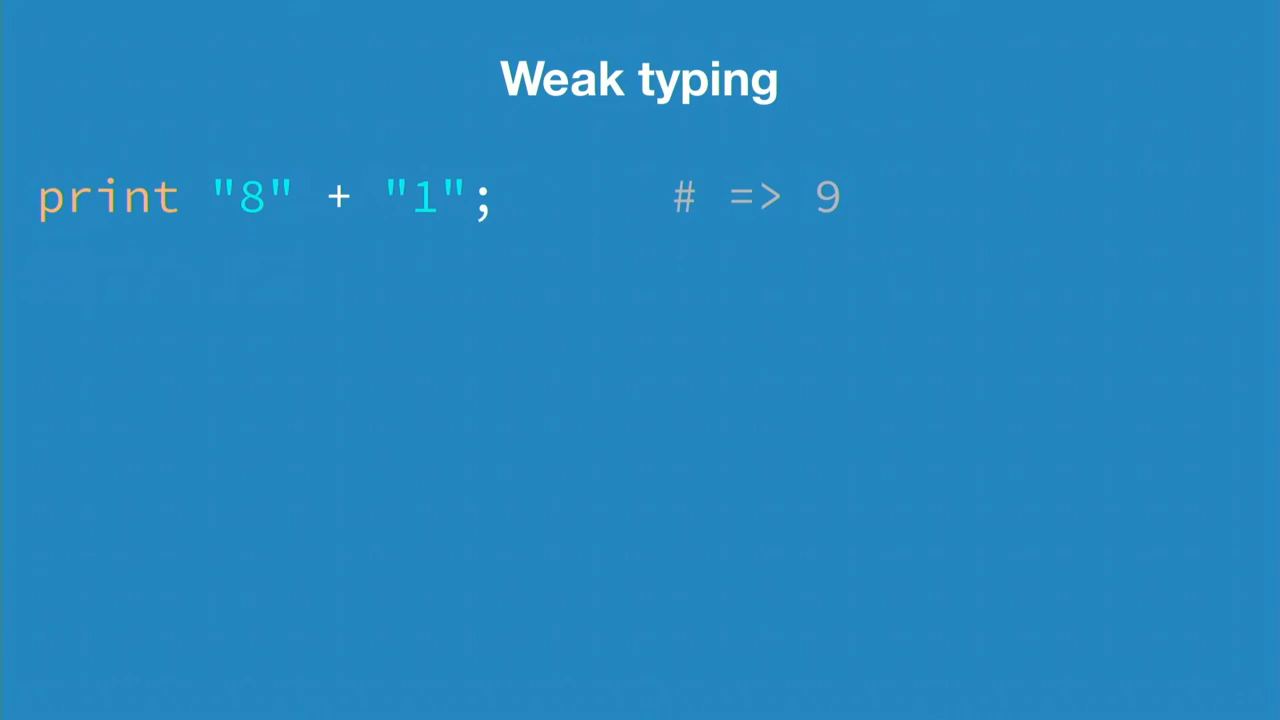 Weak typing
print "8" + "1"; # => 9